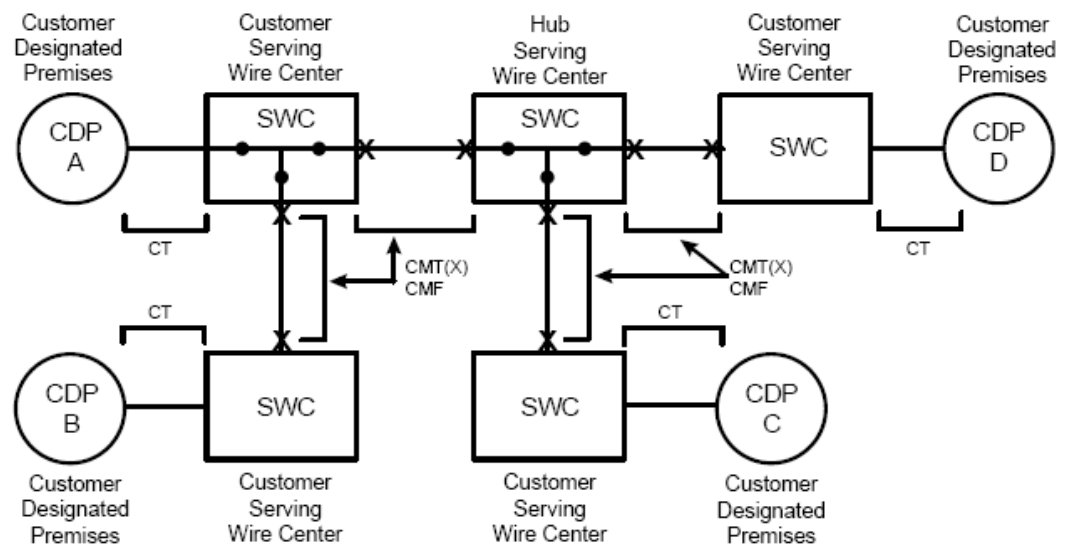 Customer
Designated
Premises
Customer
Serving
Wire Center
Hub
Serving
Wire Center
Customer
Serving
Wire Center
Customer
Designated
Premises
CDP
A
SWC
X
X
SWC
X
X
SWC
CDP
D
CT
X
X
CT
CMT(X)
CMF
CMT(X)
CMF
CT
CT
X
X
CDP
B
SWC
SWC
CDP
C
Customer
Designated
Premises
Customer
Serving
Wire Center
Customer
Serving
Wire Center
Customer
Designated
Premises